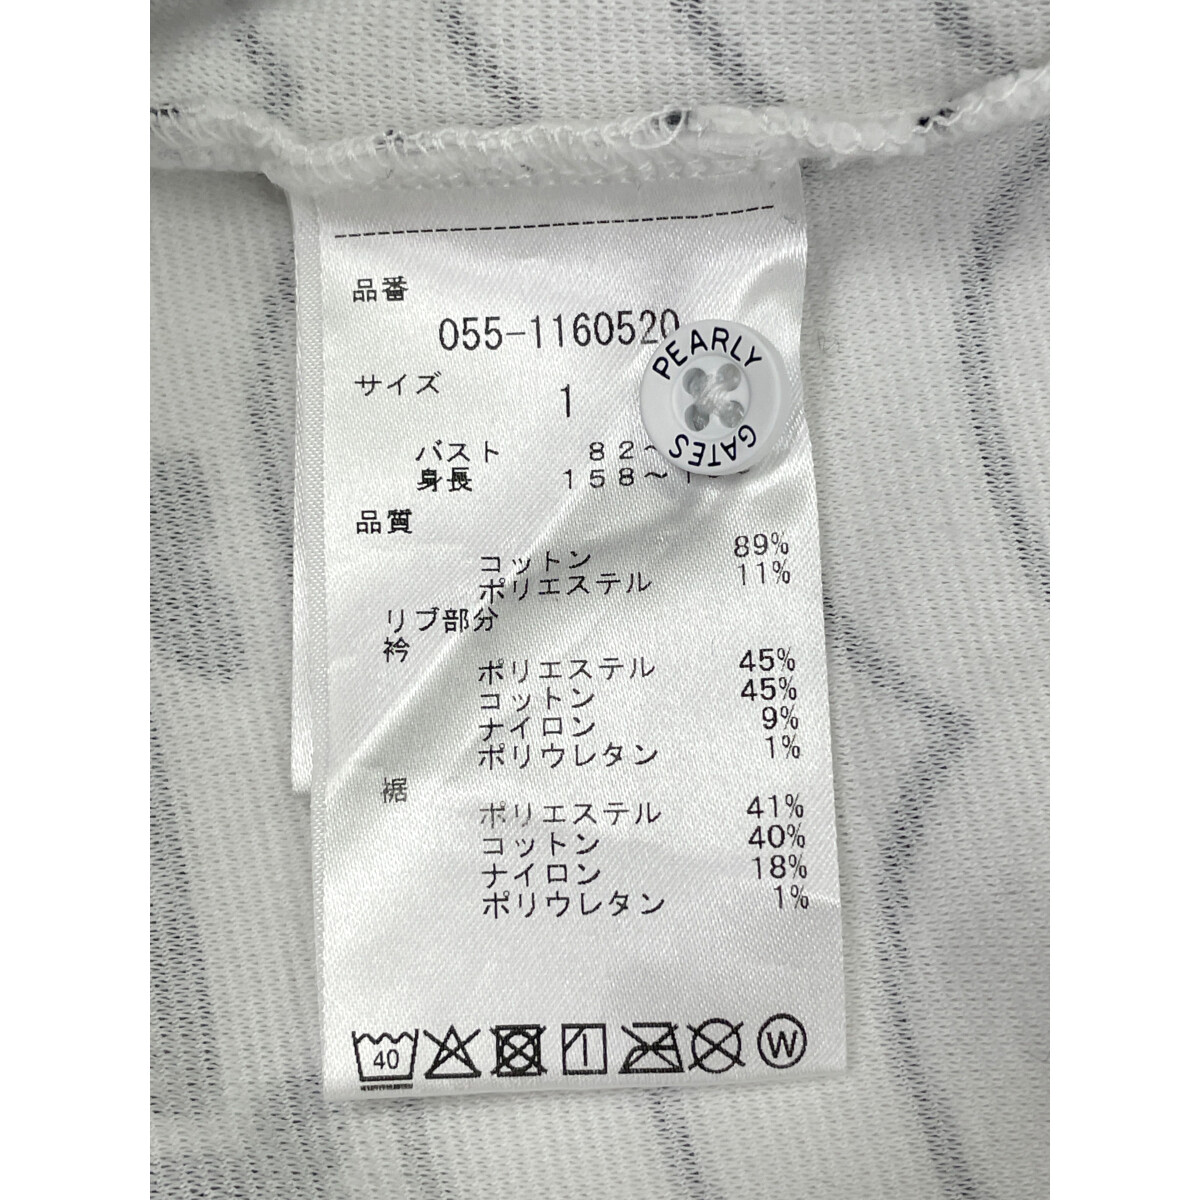 品番
055-1160520
サイズ
1
PEARLY
GATES
バスト 82~
身長 158~1
品質
コットン 89%
ポリエステル 11%
リブ部分
衿
ポリエステル 45%
コットン 45%
ナイロン 9%
ポリウレタン 1%
裾
ポリエステル 41%
コットン 40%
ナイロン 18%
ポリウレタン 1%
40
W